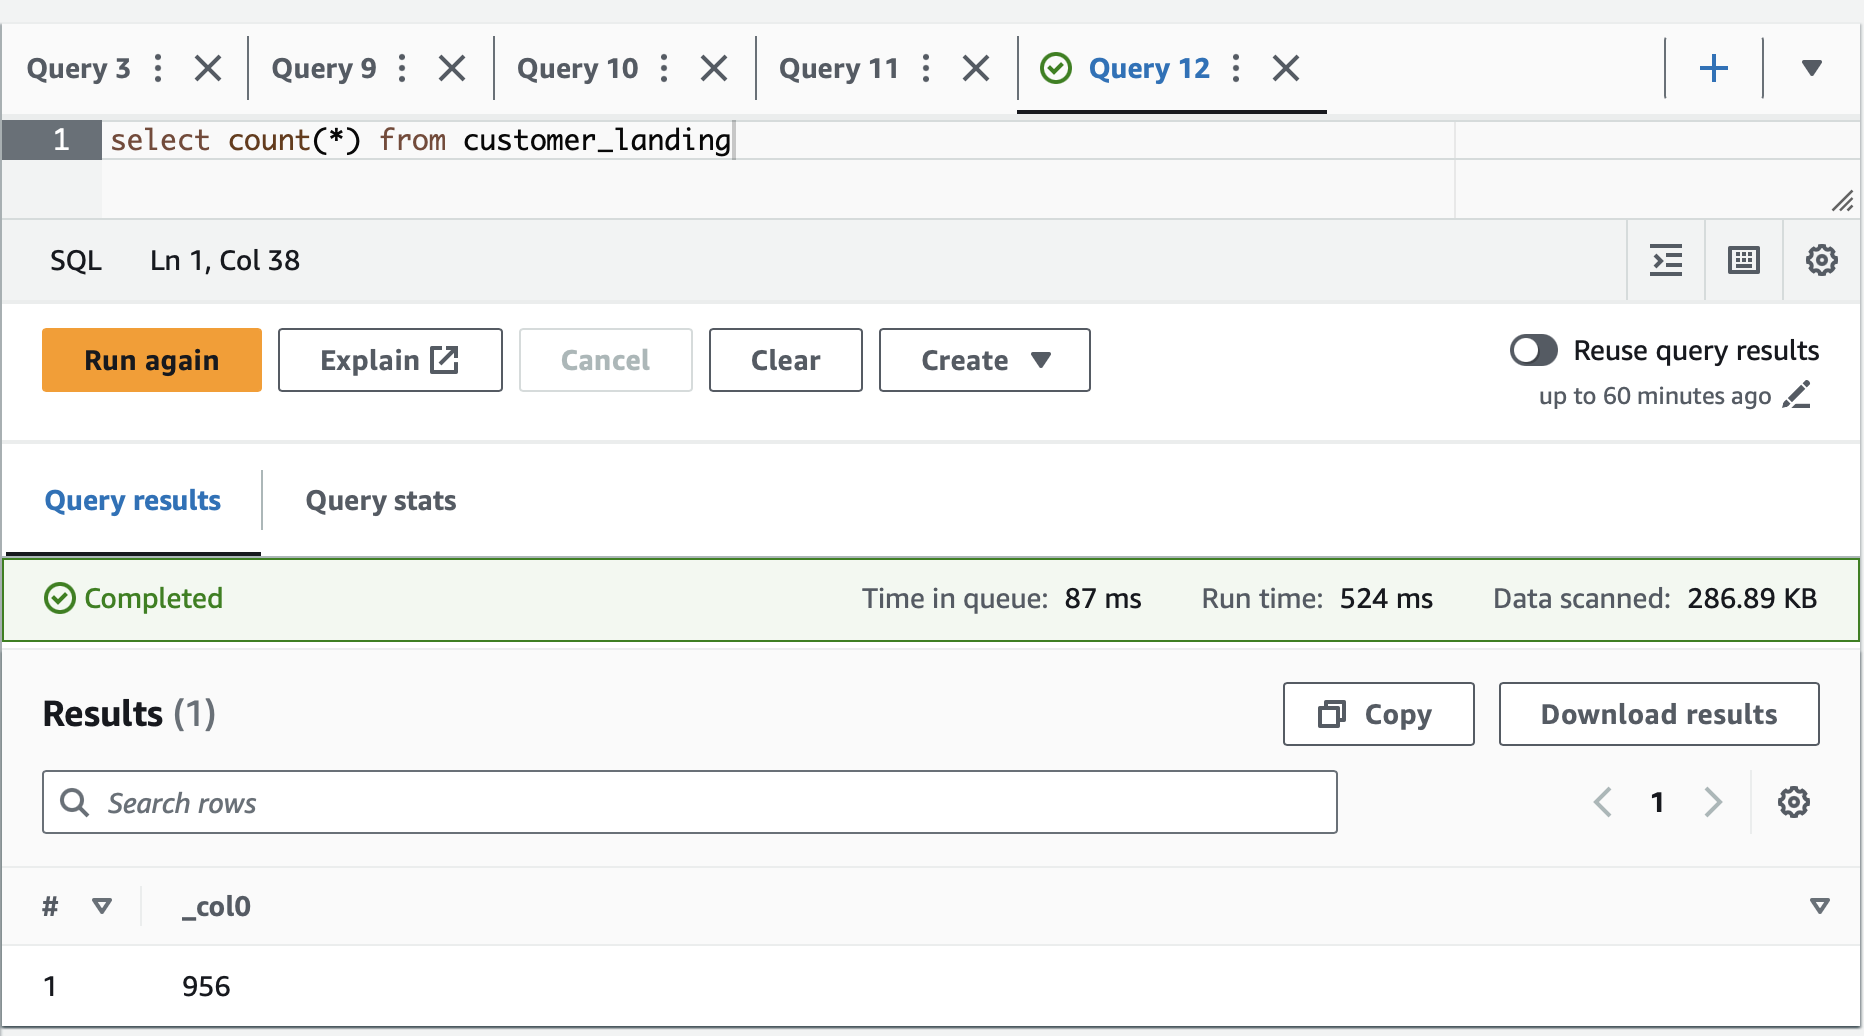 Query 3 Query 9 Query 10 Query 11 Query 12
1 select count(*) from customer_landing
SQL Ln 1, Col 38
Run again Explain Cancel Clear Create Reuse query results
up to 60 minutes ago
Query results Query stats
Completed Time in queue: 87 ms Run time: 524 ms Data scanned: 286.89 KB
Results (1) Copy Download results
Search rows 1
# _col0
1 956